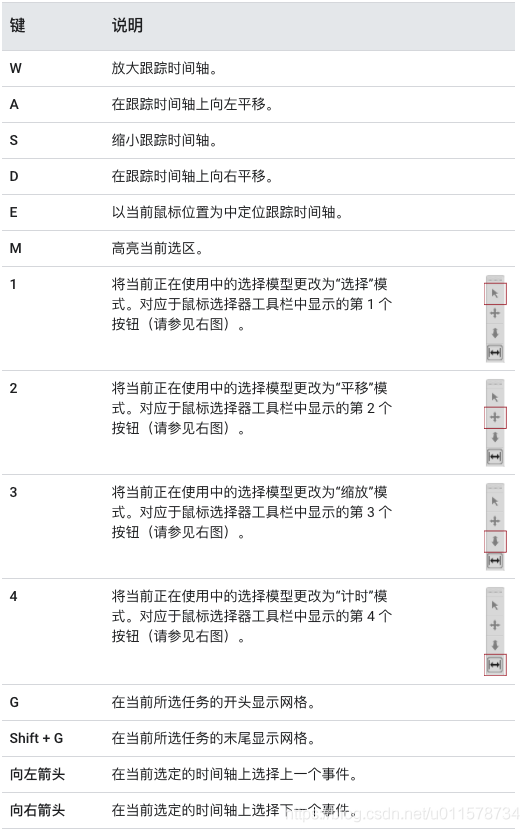 键 说明
W 放大跟踪时间轴。
A 在跟踪时间轴上向左平移。
S 缩小跟踪时间轴。
D 在跟踪时间轴上向右平移。
E 以当前鼠标位置为中定位跟踪时间轴。
M 高亮当前选区。
1 将当前正在使用中的选择模型更改为“选择”模
式。对应于鼠标选择器工具栏中显示的第 1 个
按钮（请参见右图）。
2 将当前正在使用中的选择模型更改为“平移”模
式。对应于鼠标选择器工具栏中显示的第 2 个
按钮（请参见右图）。
3 将当前正在使用中的选择模型更改为“缩放”模
式。对应于鼠标选择器工具栏中显示的第 3 个
按钮（请参见右图）。
4 将当前正在使用中的选择模型更改为“计时”模
式。对应于鼠标选择器工具栏中显示的第 4 个
按钮（请参见右图）。
G 在当前所选任务的开头显示网格。
Shift + G 在当前所选任务的末尾显示网格。
向左箭头 在当前选定的时间轴上选择上一个事件。
向右箭头 在当前选定的时间轴上选择下一个事件。
https://blog.csdn.net/u011578734